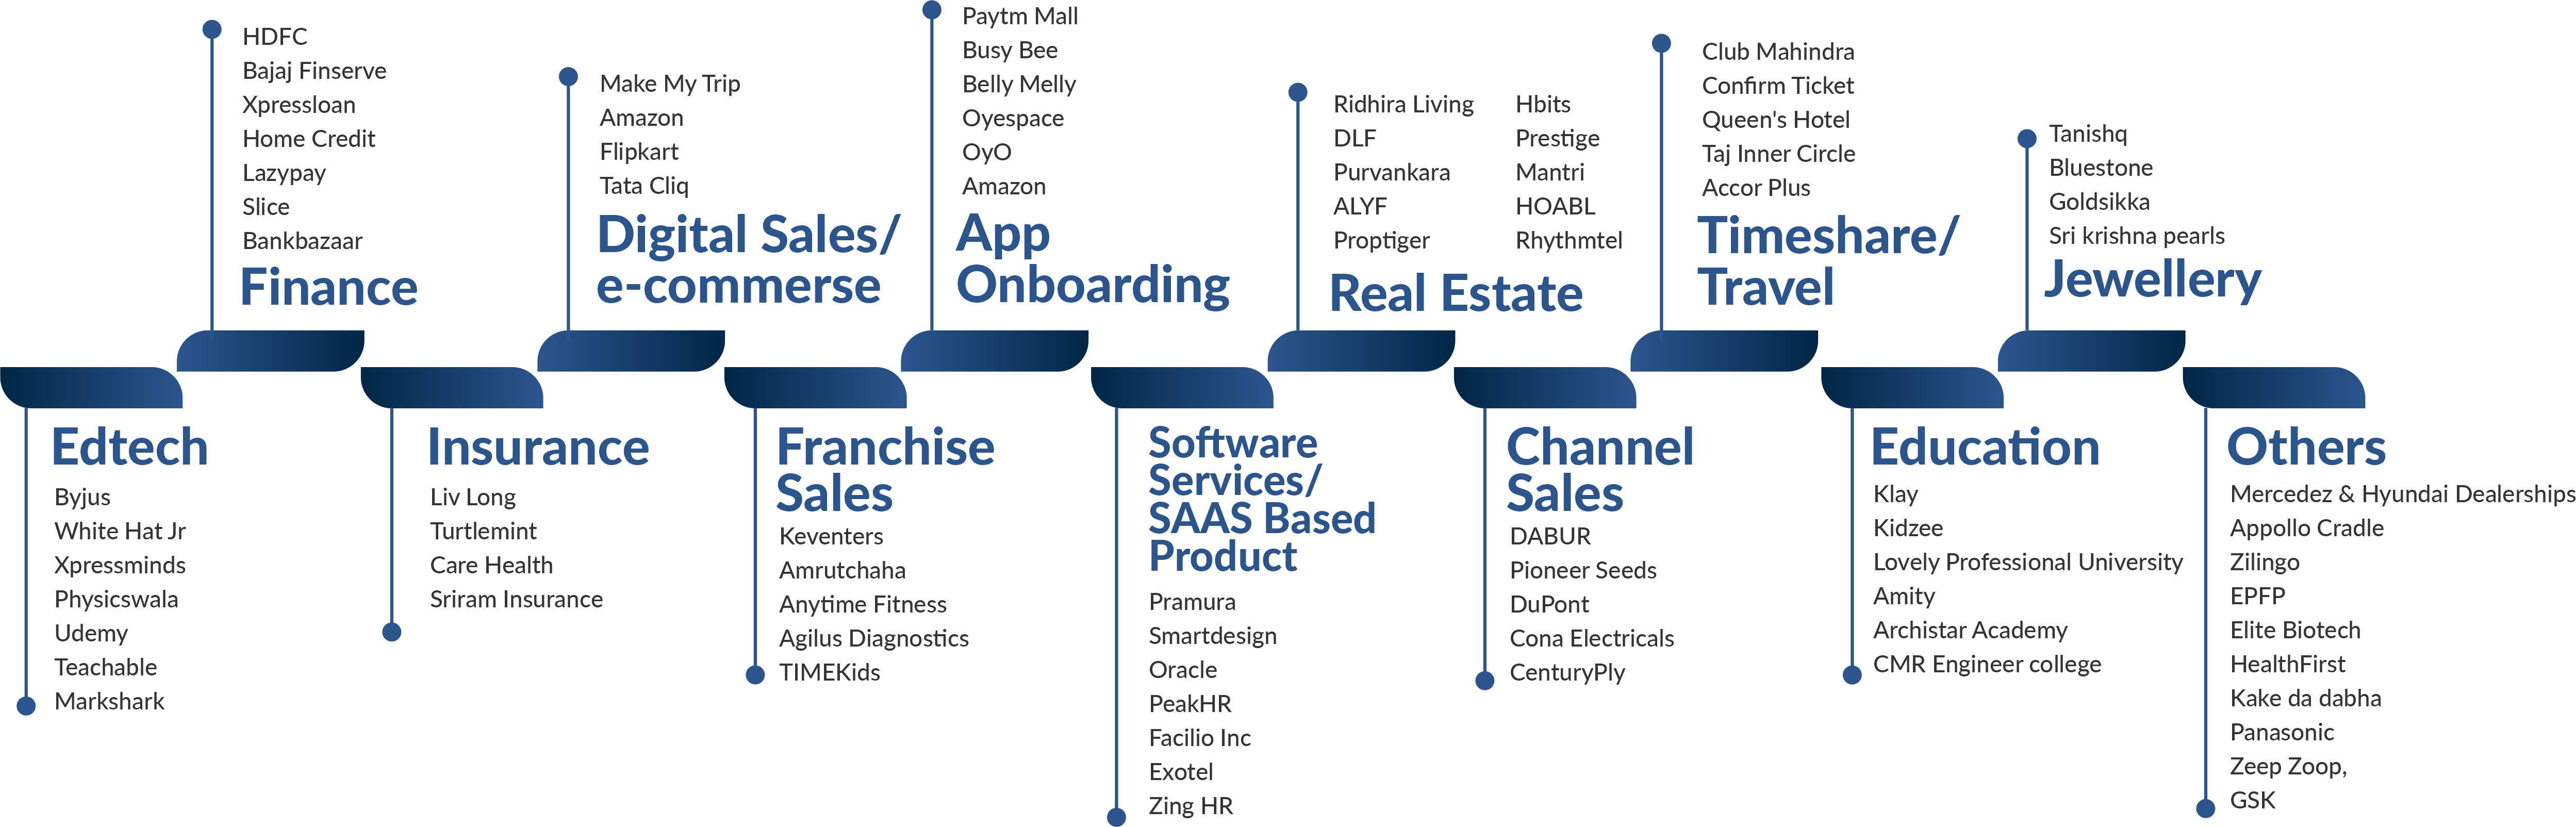 HDFC
Bajaj Finserve
Xpressloan
Home Credit
Lazypay
Slice
Bankbazaar
Finance
Make My Trip
Amazon
Flipkart
Tata Cliq
Digital Sales/
e-commerse
Paytm Mall
Busy Bee
Belly Melly
Oyespace
OyO
Amazon
App
Onboarding
Ridhira Living
DLF
Purvankara
ALYF
Proptiger
Hbits
Prestige
Mantri
HOABL
Rhythmtel
Real Estate
Club Mahindra
Confirm Ticket
Queen's Hotel
Taj Inner Circle
Accor Plus
Timeshare/
Travel
Tanishq
Bluestone
Goldsikka
Sri krishna pearls
Jewellery
Edtech
Byjus
White Hat Jr
Xpressminds
Physicswala
Udemy
Teachable
Markshark
Insurance
Liv Long
Turtlemint
Care Health
Sriram Insurance
Franchise
Sales
Keventers
Amrutchaha
Anytime Fitness
Agilus Diagnostics
TIMEKids
Software
Services/
SAAS Based
Product
Pramura
Smartdesign
Oracle
PeakHR
Facilio Inc
Exotel
Zing HR
Channel
Sales
DABUR
Pioneer Seeds
DuPont
Cona Electricals
CenturyPly
Education
Klay
Kidzee
Lovely Professional University
Amity
Archistar Academy
CMR Engineer college
Others
Mercedez & Hyundai Dealerships
Appollo Cradle
Zilingo
EPFP
Elite Biotech
HealthFirst
Kake da dabha
Panasonic
Zeep Zoop,
GSK